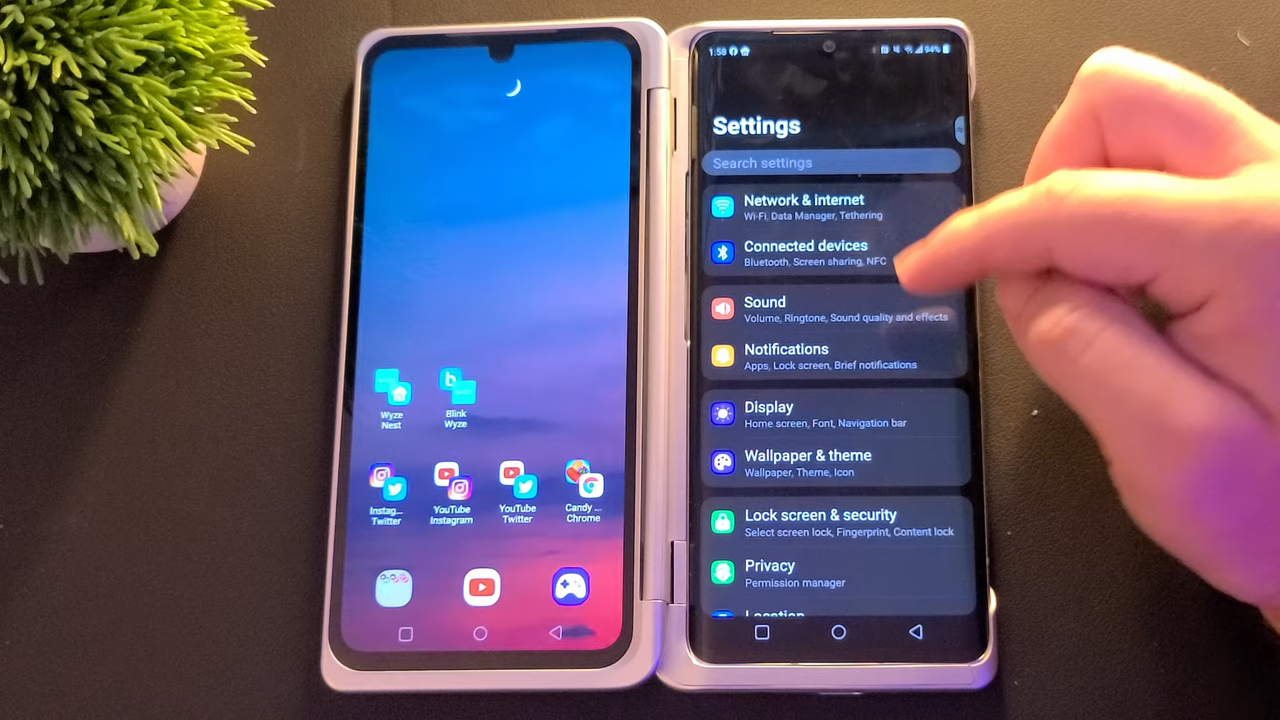 Wyze
Nest
Blink
Wyze
Instag...
Twitter
YouTube
Instagram
YouTube
Twitter
Candy ...
Chrome
1:58
94%
Settings
Search settings
Network & internet
Wi-Fi, Data Manager, Tethering
Connected devices
Bluetooth, Screen sharing, NFC
Sound
Volume, Ringtone, Sound quality and effects
Notifications
Apps, Lock screen, Brief notifications
Display
Home screen, Font, Navigation bar
Wallpaper & theme
Wallpaper, Theme, Icon
Lock screen & security
Select screen lock, Fingerprint, Content lock
Privacy
Permission manager
Location